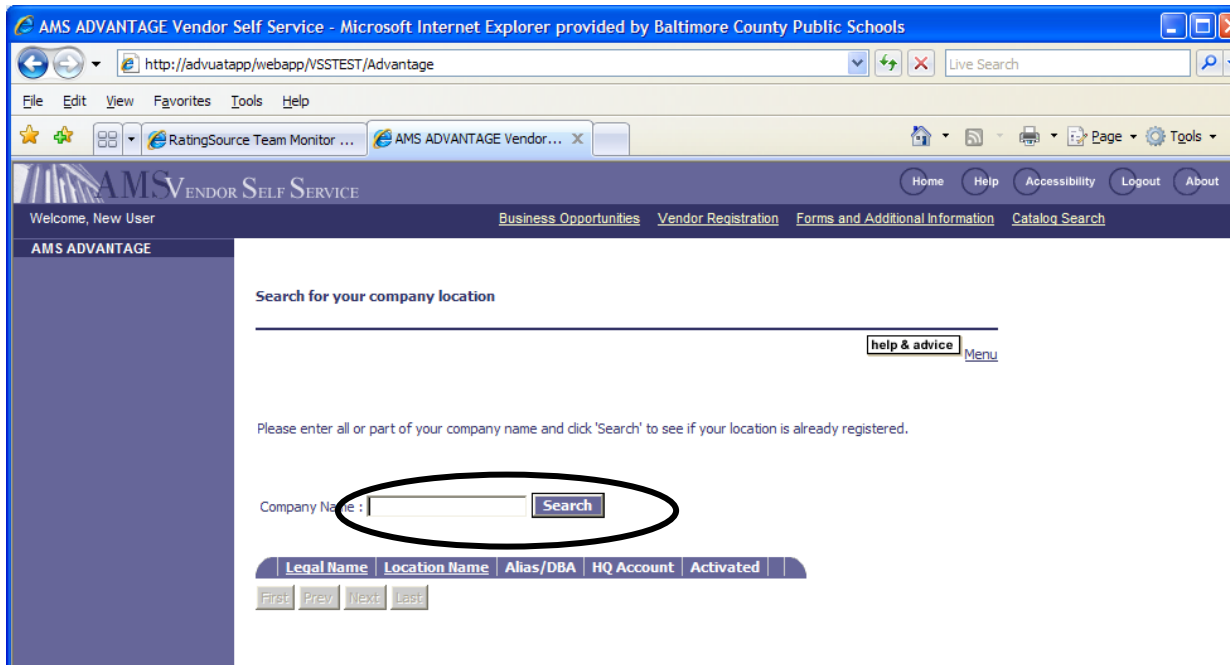 AMS ADVANTAGE Vendor Self Service - Microsoft Internet Explorer provided by Baltimore County Public Schools
http://advuatapp/webapp/VSSTEST/Advantage
Live Search
File Edit View Favorites Tools Help
RatingSource Team Monitor ... AMS ADVANTAGE Vendor... X
Page Tools
AMS VENDOR SELF SERVICE
Home Help Accessibility Logout About
Welcome, New User
Business Opportunities Vendor Registration Forms and Additional Information Catalog Search
AMS ADVANTAGE
Search for your company location
help & advice Menu
Please enter all or part of your company name and click 'Search' to see if your location is already registered.
Company Name : Search
Legal Name Location Name Alias/DBA HQ Account Activated
First Prev Next Last